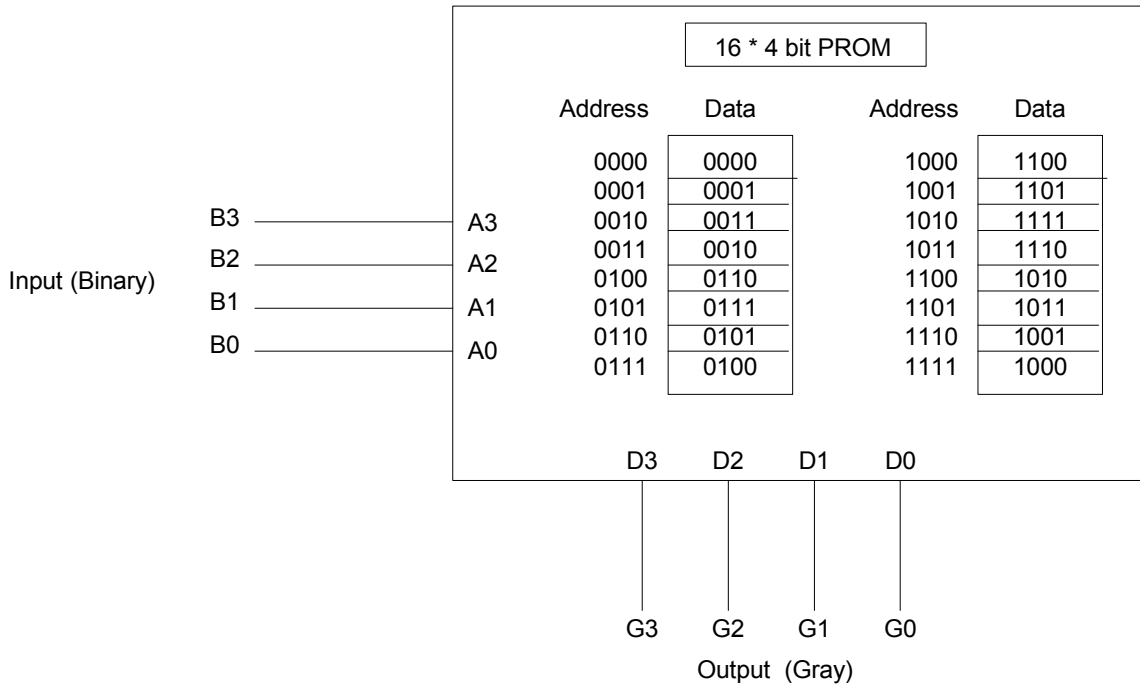 16 * 4 bit PROM
Address Data Address Data
0000 0000 1000 1100
0001 0001 1001 1101
B3 A3 0010 0011 1010 1111
0011 0010 1011 1110
B2 A2
Input (Binary) 0100 0110 1100 1010
B1 A1 0101 0111 1101 1011
0110 0101 1110 1001
B0 A0
0111 0100 1111 1000
D3 D2 D1 D0
G3 G2 G1 G0
Output (Gray)